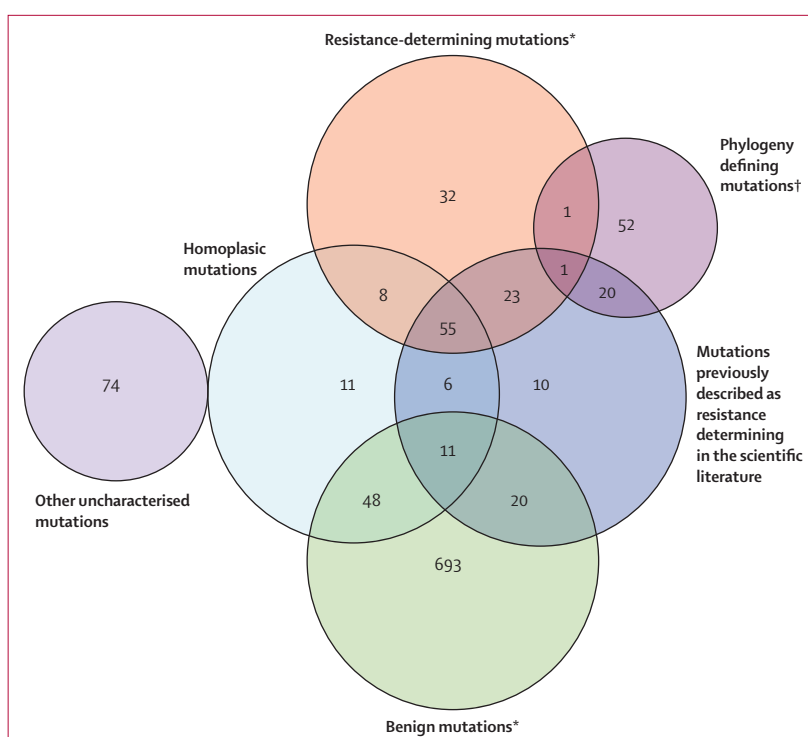 Resistance-determining mutations*
Phylogeny
defining
mutations†
32
1
52
Homoplasic
mutations
1
8
23
20
55
Mutations
previously
described as
resistance
determining
in the scientific
literature
74
11
6
10
11
Other uncharacterised
mutations
48
20
693
Benign mutations*